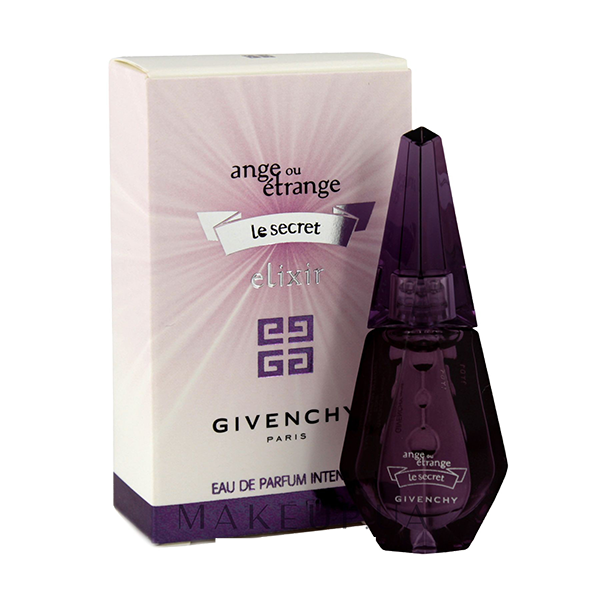 ange ou
étrange
le secret
elixir
GIVENCHY
PARIS
EAU DE PARFUM INTEN
ange ou
étrange
le secret
GIVENCHY